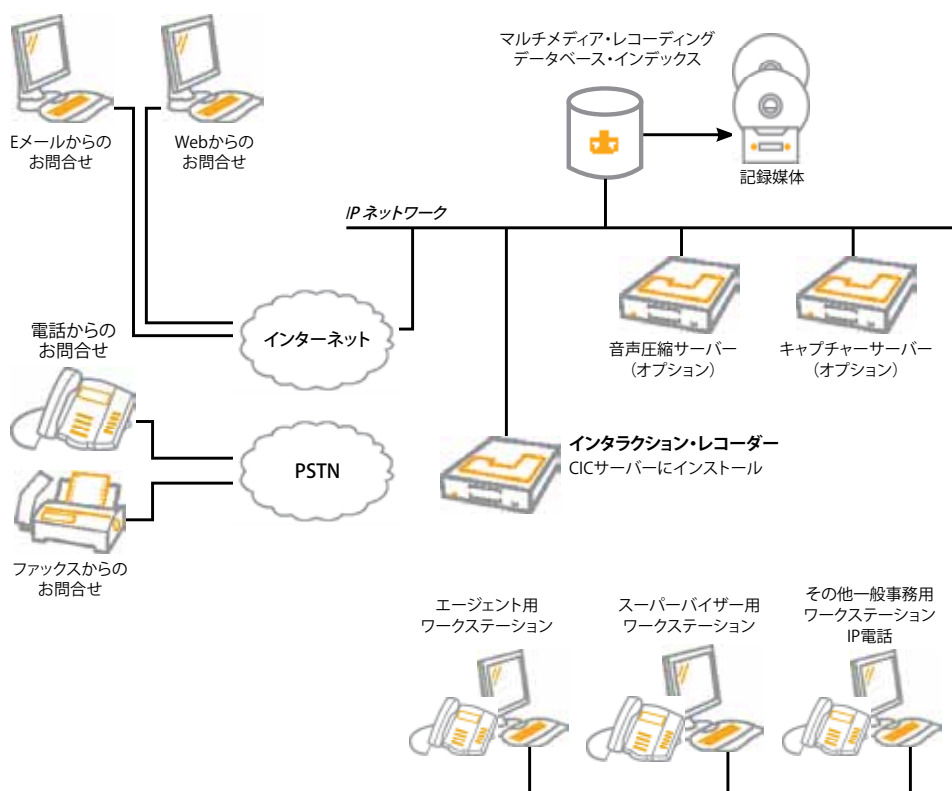 マルチメディア・レコーディング
データベース・インデックス
Eメールからの
お問合せ
Webからの
お問合せ
記録媒体
IP ネットワーク
電話からの
お問合せ
インターネット
音声圧縮サーバー
（オプション）
キャプチャーサーバー
（オプション）
PSTN
インタラクション・レコーダー
CICサーバーにインストール
ファックスからの
お問合せ
エージェント用
ワークステーション
スーパーバイザー用
ワークステーション
その他一般事務用
ワークステーション
IP電話